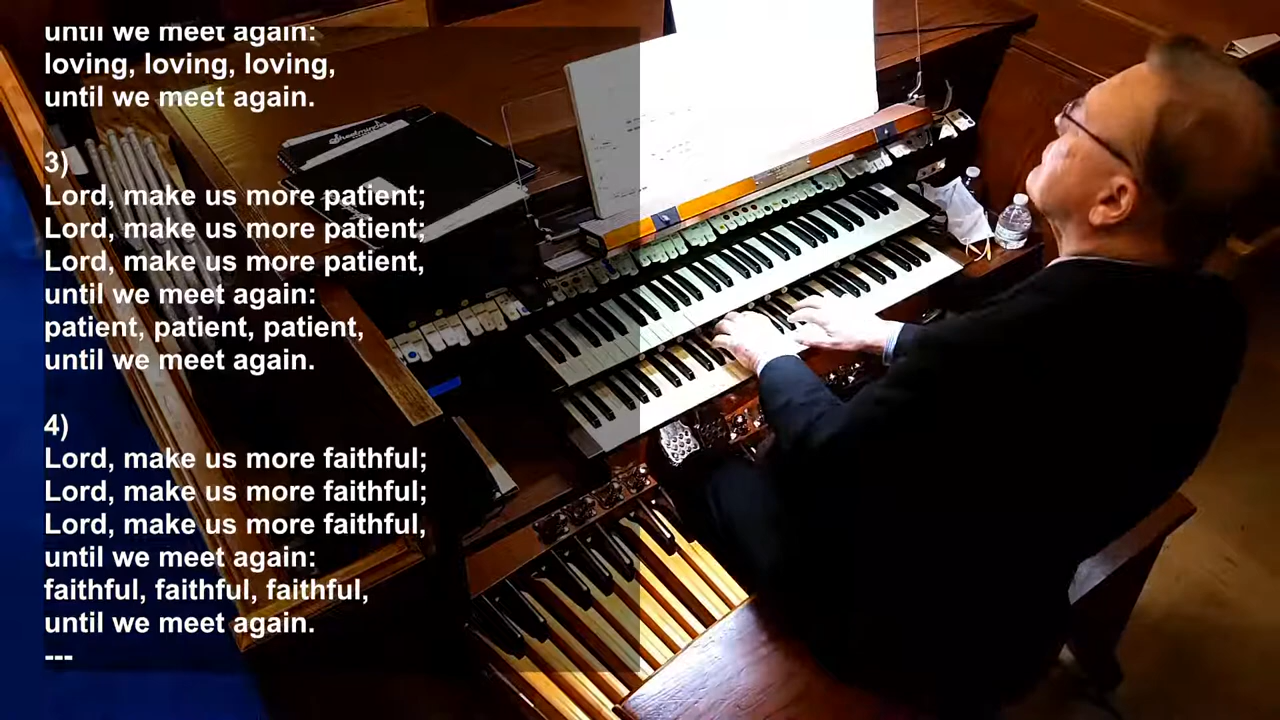 until we meet again:
loving, loving, loving,
until we meet again.
3)
Lord, make us more patient;
Lord, make us more patient;
Lord, make us more patient,
until we meet again:
patient, patient, patient,
until we meet again.
4)
Lord, make us more faithful;
Lord, make us more faithful;
Lord, make us more faithful,
until we meet again:
faithful, faithful, faithful,
until we meet again.
---